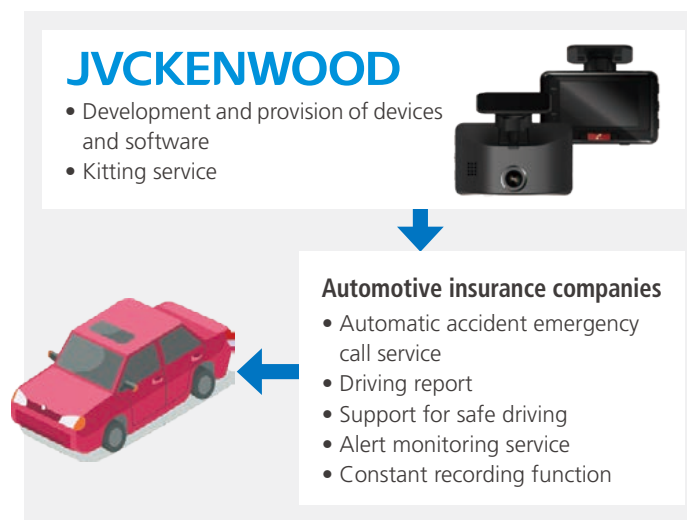 JVCKENWOOD
• Development and provision of devices
and software
• Kitting service
Automotive insurance companies
• Automatic accident emergency
call service
• Driving report
• Support for safe driving
• Alert monitoring service
• Constant recording function